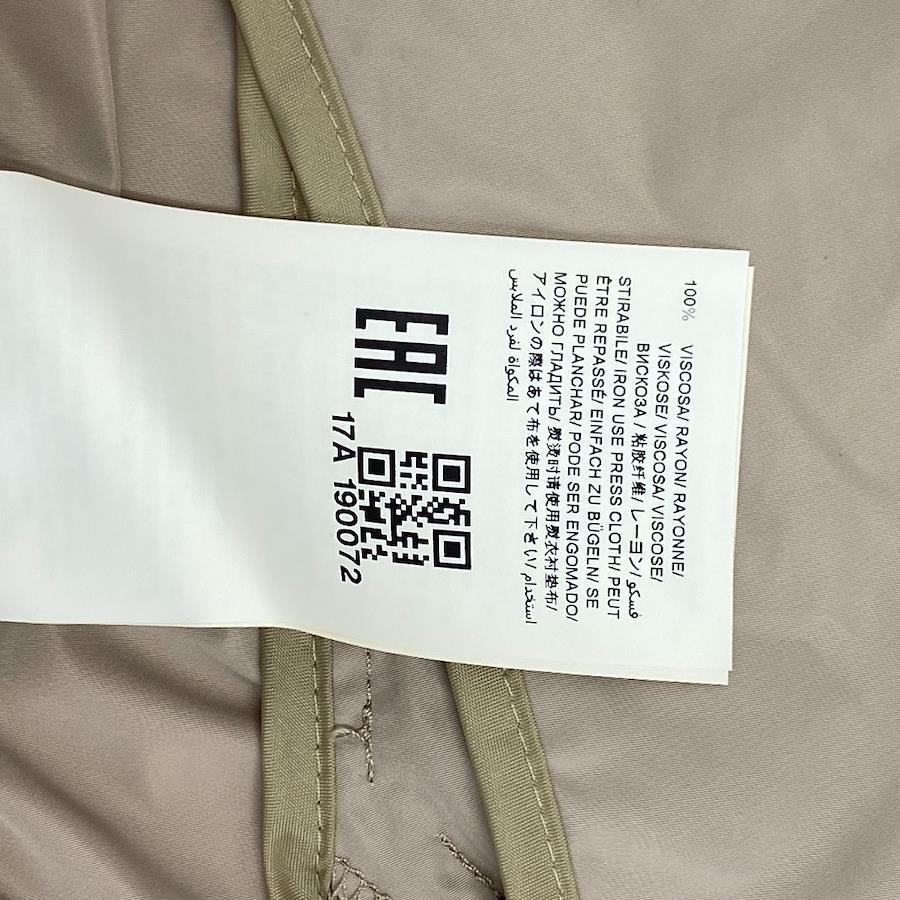 100% VISCOSA/ RAYON/ RAYONNE/
VISKOSE/ VISCOSA/ VISCOSE/
ВИСКОЗА / 粘胶纤维/ レーヨン/ فسكو
STIRABILE/ IRON USE PRESS CLOTH/ PEUT
ÊTRE REPASSÉ/ EINFACH ZU BÜGELN/ SE
PUEDE PLANCHAR/ PODE SER ENGOMADO/
МОЖНО ГЛАДИТЬ/ 熨烫时请使用熨衣衬垫布/
アイロンの際はあて布を使用して下さい/ استخدام
المكواة لفرد الملابس
EAC
17A 190072